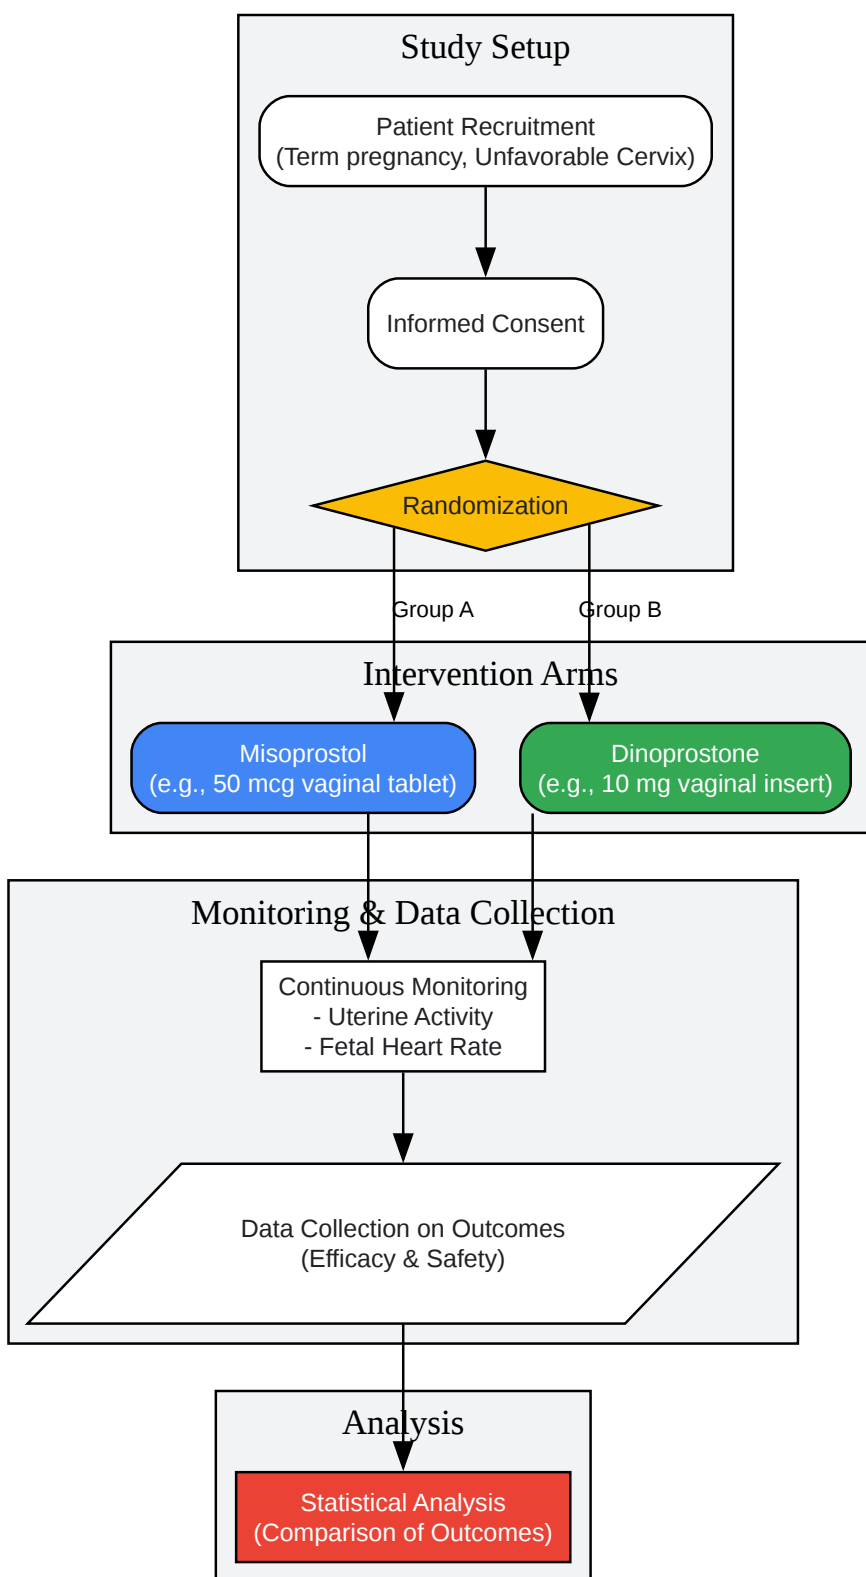 Study Setup
Patient Recruitment
(Term pregnancy, Unfavorable Cervix)
Informed Consent
Randomization
Group A
Group B
Intervention Arms
Misoprostol
(e.g., 50 mcg vaginal tablet)
Dinoprostone
(e.g., 10 mg vaginal insert)
Monitoring & Data Collection
Continuous Monitoring
- Uterine Activity
- Fetal Heart Rate
Data Collection on Outcomes
(Efficacy & Safety)
Analysis
Statistical Analysis
(Comparison of Outcomes)